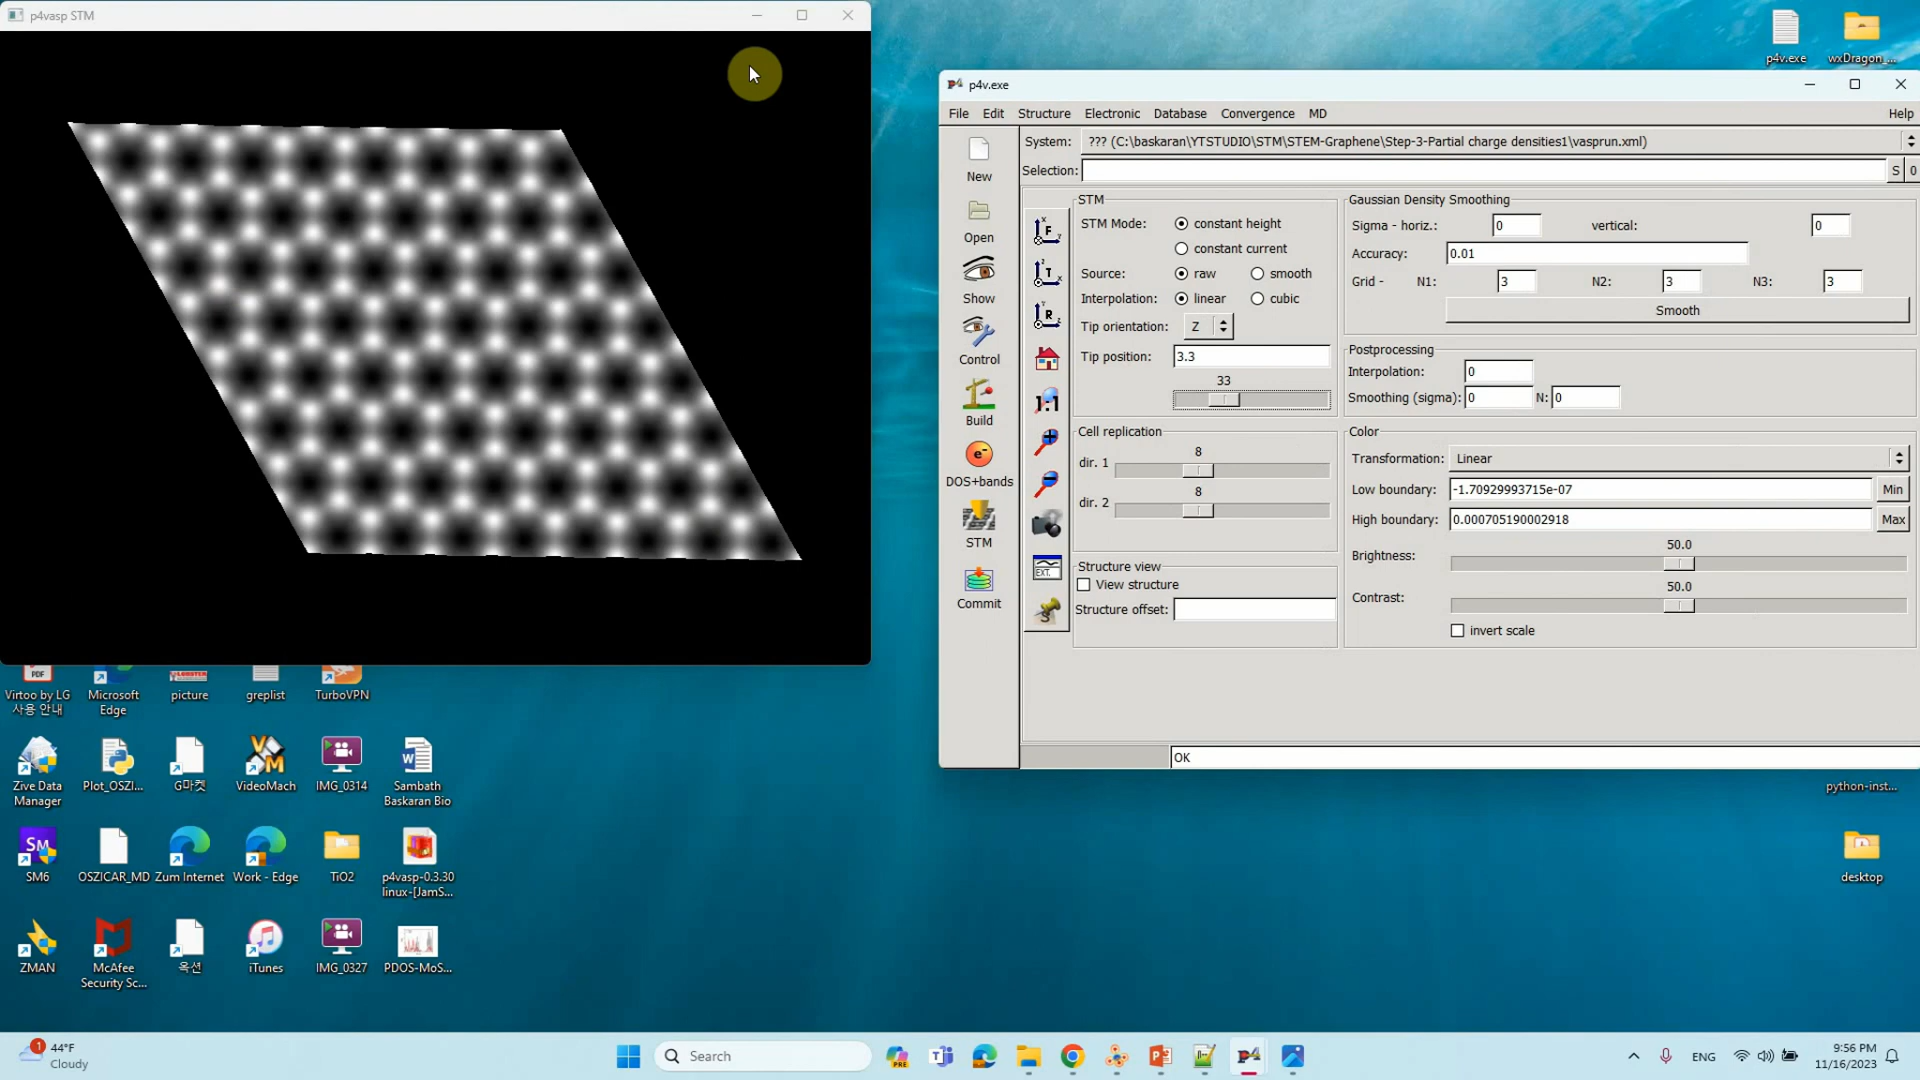 p4vasp STM
p4v.exe
wxDragon_...
p4v.exe
File Edit Structure Electronic Database Convergence MD Help
System: ??? (C:\baskaran\YTSTUDIO\STM\STEM-Graphene\Step-3-Partial charge densities1\vasprun.xml)
Selection: S 0
New
Open
Show
Control
Build
DOS+bands
STM
Commit
STM
STM Mode: constant height
constant current
Source: raw smooth
Interpolation: linear cubic
Tip orientation: Z
Tip position: 3.3
33
Cell replication
8
dir. 1
8
dir. 2
Structure view
View structure
Structure offset:
Gaussian Density Smoothing
Sigma - horiz.: 0 vertical: 0
Accuracy: 0.01
Grid - N1: 3 N2: 3 N3: 3
Smooth
Postprocessing
Interpolation: 0
Smoothing (sigma): 0 N: 0
Color
Transformation: Linear
Low boundary: -1.70929993715e-07 Min
High boundary: 0.000705190002918 Max
50.0
Brightness:
50.0
Contrast:
invert scale
1:1
EXT.
OK
Virtoo by LG
사용 안내
Microsoft
Edge
picture
greplist
TurboVPN
Zive Data
Manager
Plot_OSZI...
G마켓
VideoMach
IMG_0314
Sambath
Baskaran Bio
python-inst...
SM6
OSZICAR_MD
Zum Internet
Work - Edge
TiO2
p4vasp-0.3.30
linux-[JamS...
desktop
ZMAN
McAfee
Security Sc...
옥션
iTunes
IMG_0327
PDOS-MoS...
1
44°F
Cloudy
Search
PRE
ENG
9:56 PM
11/16/2023